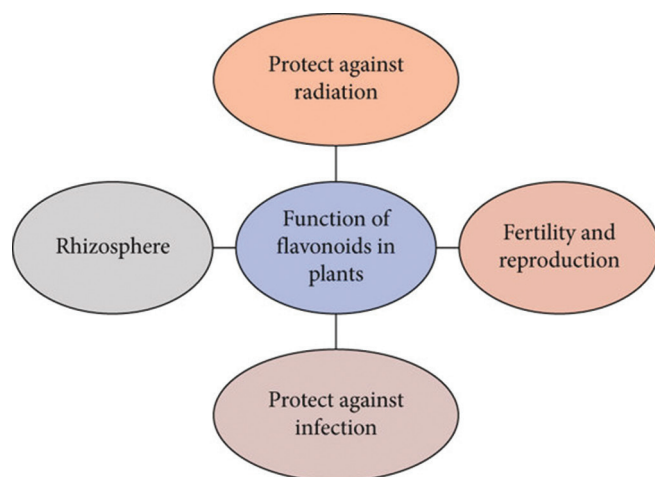 Protect against
radiation
Rhizosphere
Function of
flavonoids in
plants
Fertility and
reproduction
Protect against
infection